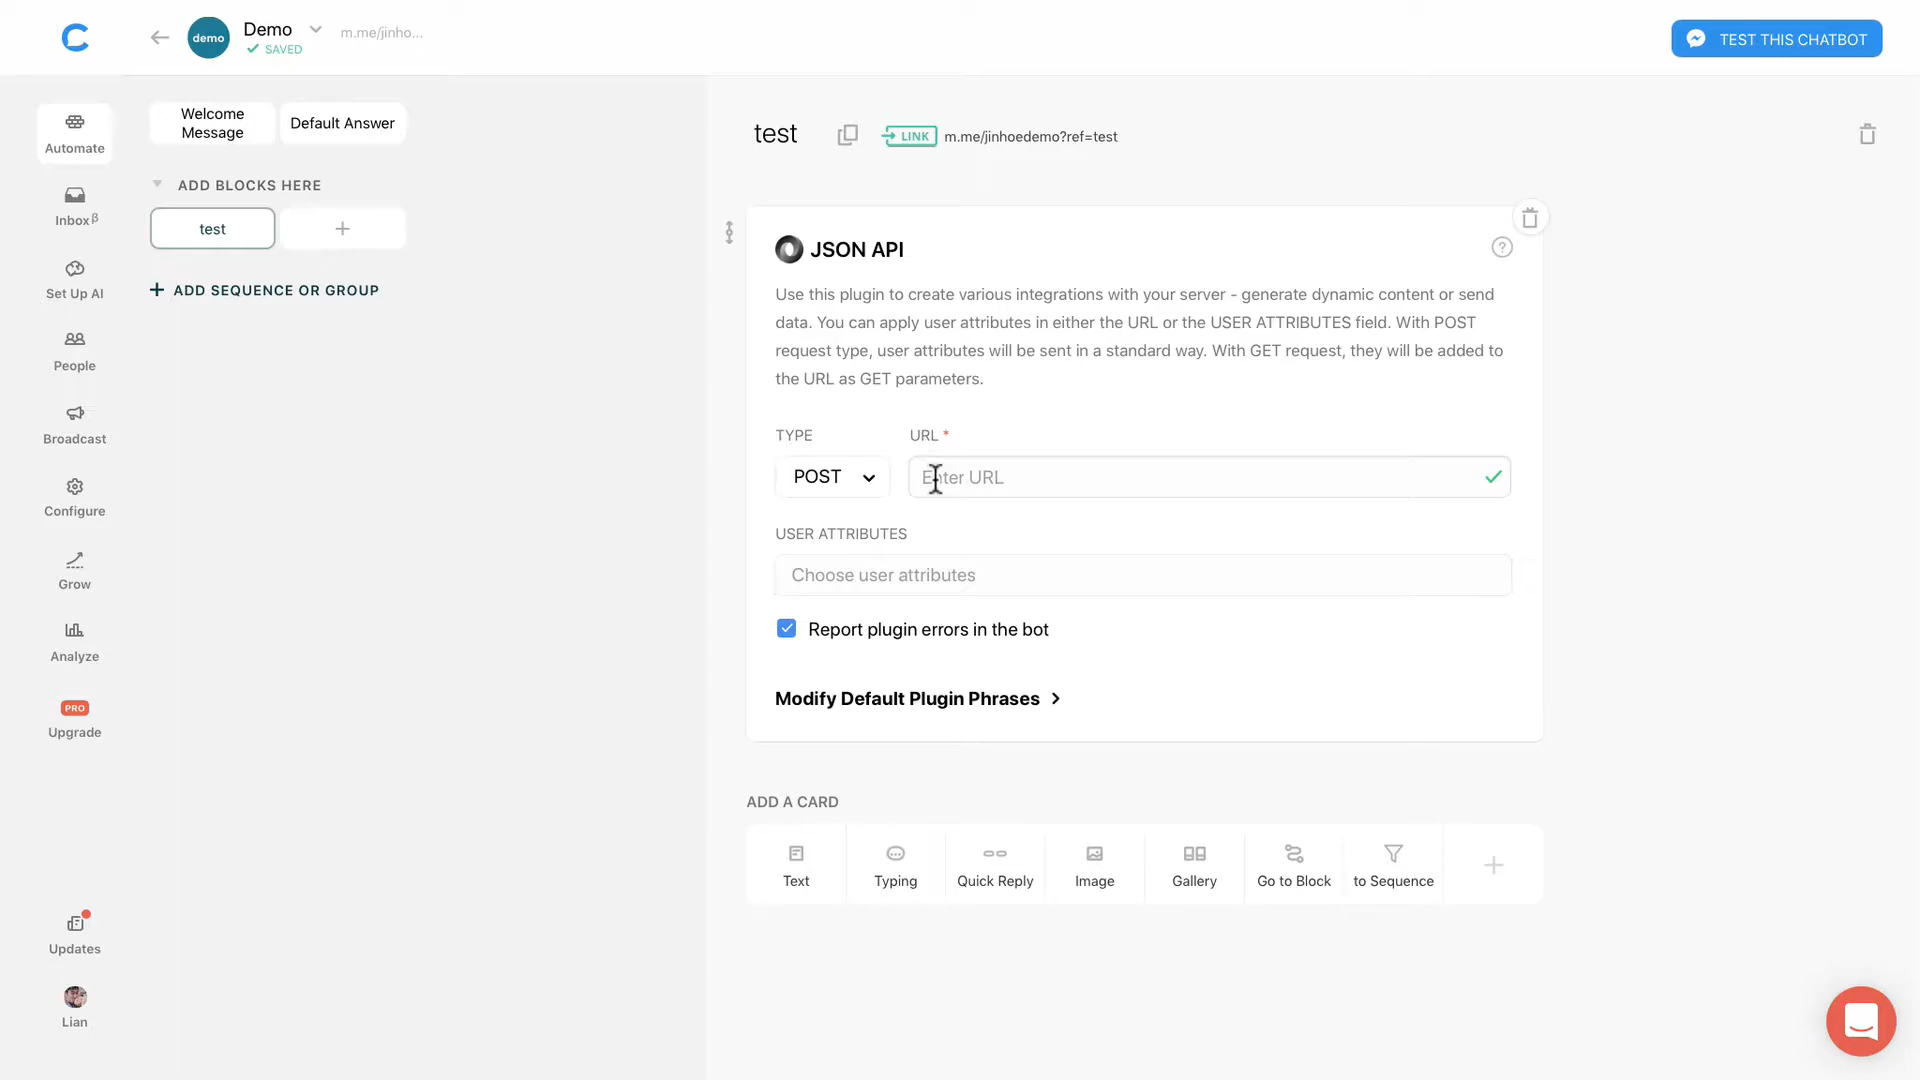 demo
Demo
SAVED
m.me/jinho...
TEST THIS CHATBOT
Automate
Inbox β
Set Up AI
People
Broadcast
Configure
Grow
Analyze
PRO
Upgrade
Updates
Lian
Welcome
Message
Default Answer
ADD BLOCKS HERE
test
+
+ ADD SEQUENCE OR GROUP
test
LINK
m.me/jinhoedemo?ref=test
JSON API
?
Use this plugin to create various integrations with your server - generate dynamic content or send
data. You can apply user attributes in either the URL or the USER ATTRIBUTES field. With POST
request type, user attributes will be sent in a standard way. With GET request, they will be added to
the URL as GET parameters.
TYPE
URL *
POST
Enter URL
USER ATTRIBUTES
Choose user attributes
Report plugin errors in the bot
Modify Default Plugin Phrases
ADD A CARD
Text
Typing
Quick Reply
Image
Gallery
Go to Block
to Sequence
+